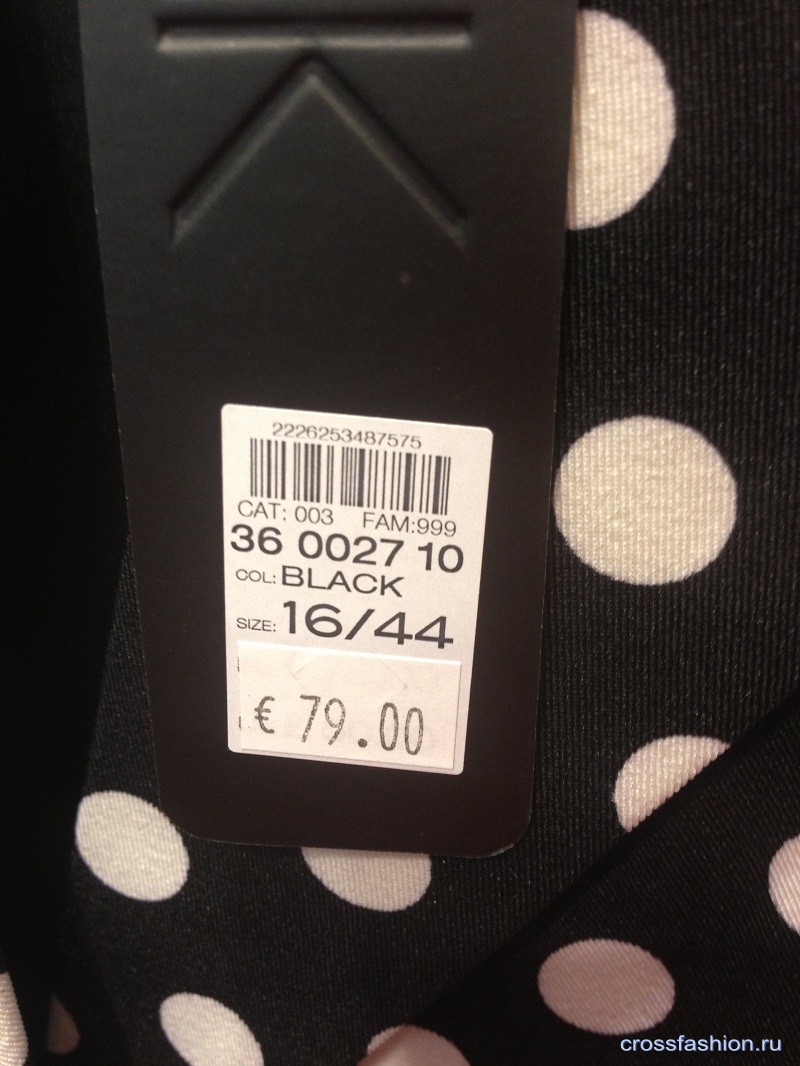 K
2226253487575
CAT: 003 FAM:999
36 0027 10
COL: BLACK
SIZE: 16/44
€ 79.00
crossfashion.ru